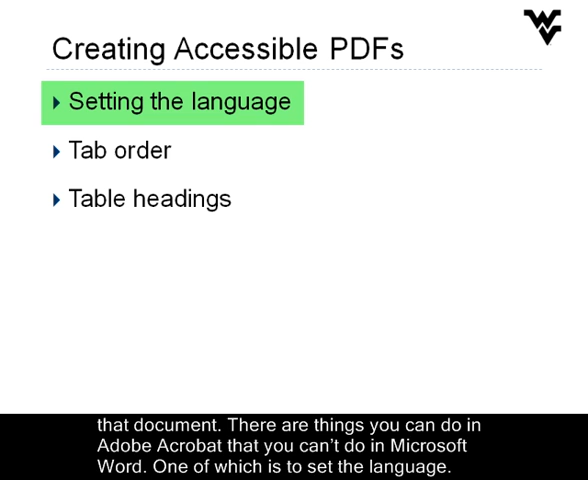 Creating Accessible PDFs
Setting the language
Tab order
Table headings
that document. There are things you can do in
Adobe Acrobat that you can't do in Microsoft
Word. One of which is to set the language.